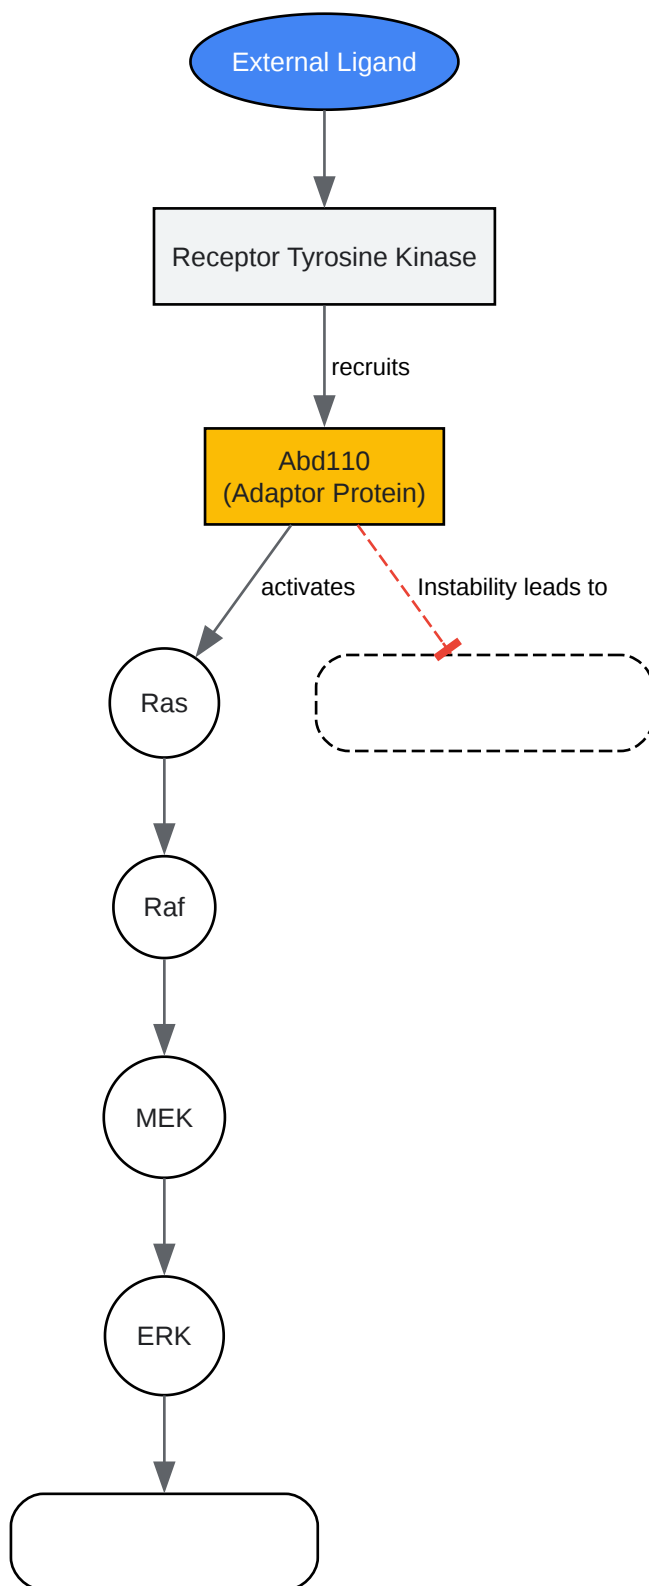 External Ligand
Receptor Tyrosine Kinase
recruits
Abd110
(Adaptor Protein)
activates
Instability leads to
Ras
Raf
MEK
ERK